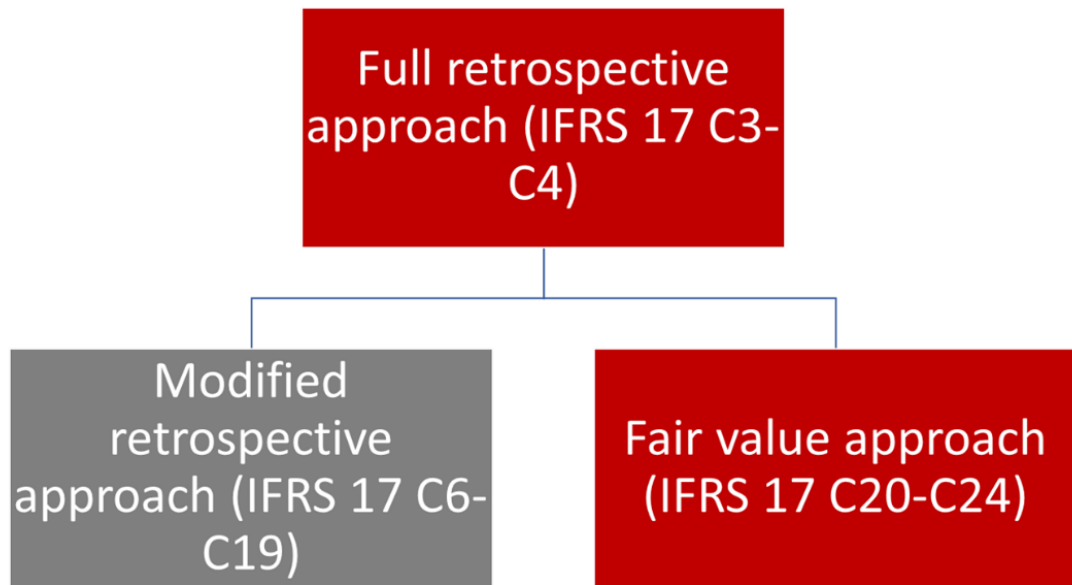 Full retrospective
approach (IFRS 17 C3-
C4)
Modified
retrospective
approach (IFRS 17 C6-
C19)
Fair value approach
(IFRS 17 C20-C24)